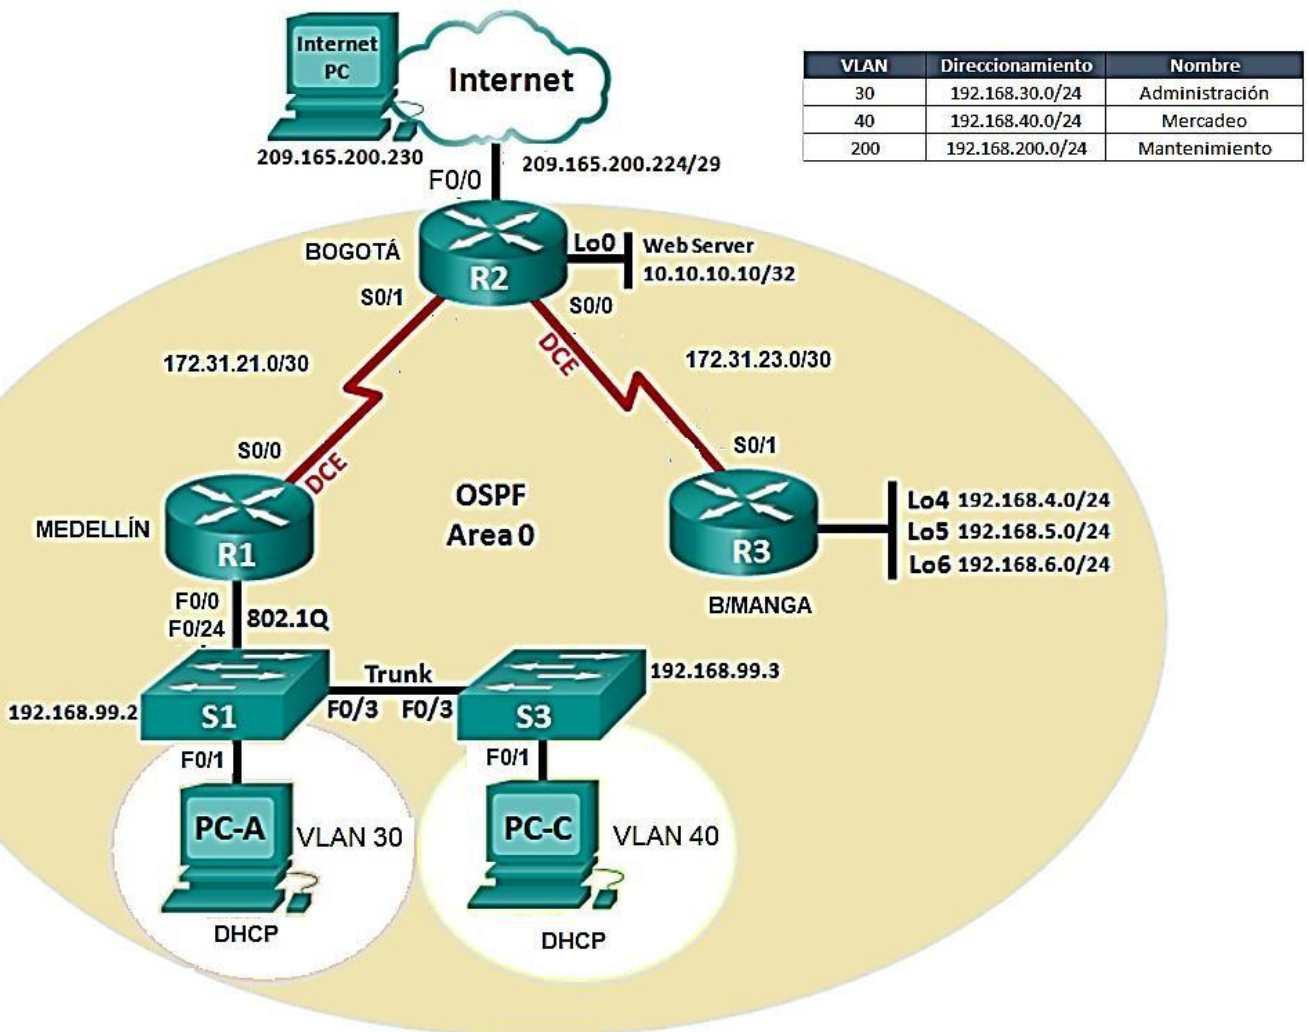 Internet
PC
Internet
209.165.200.230
F0/0
209.165.200.224/29
VLAN Direccionamiento Nombre
30 192.168.30.0/24 Administración
40 192.168.40.0/24 Mercadeo
200 192.168.200.0/24 Mantenimiento
BOGOTÁ
R2
Lo0
Web Server
10.10.10.10/32
S0/1
S0/0
DCE
172.31.21.0/30
172.31.23.0/30
S0/0
DCE
S0/1
OSPF
Area 0
MEDELLÍN
R1
R3
B/MANGA
Lo4 192.168.4.0/24
Lo5 192.168.5.0/24
Lo6 192.168.6.0/24
F0/0
F0/24
802.1Q
Trunk
F0/3 F0/3
192.168.99.2
S1
S3
192.168.99.3
F0/1
F0/1
PC-A
VLAN 30
DHCP
PC-C
VLAN 40
DHCP